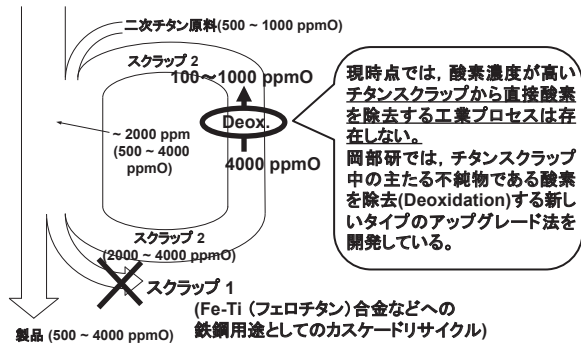 二次チタン原料(500 ~ 1000 ppmO)
スクラップ 2
100～1000 ppmO
Deox.
4000 ppmO
~ 2000 ppm
(500 ~ 4000
ppmO)
スクラップ 2
(2000 ~ 4000 ppmO)
スクラップ 1
(Fe-Ti （フェロチタン）合金などへの
鉄鋼用途としてのカスケードリサイクル)
製品 (500 ~ 4000 ppmO)
現時点では，酸素濃度が高い
チタンスクラップから直接酸素
を除去する工業プロセスは存
在しない。
岡部研では，チタンスクラップ
中の主たる不純物である酸素
を除去(Deoxidation)する新し
いタイプのアップグレード法を
開発している。